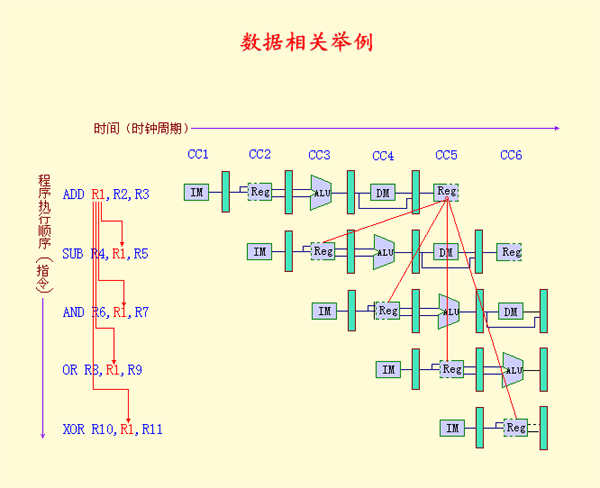 数据相关举例
时间（时钟周期）
CC1 CC2 CC3 CC4 CC5 CC6
程序执行顺序（指令）
ADD R1,R2,R3
IM Reg ALU DM Reg
SUB R4,R1,R5
IM Reg ALU DM Reg
AND R6,R1,R7
IM Reg ALU DM
OR R8,R1,R9
IM Reg ALU
XOR R10,R1,R11
IM Reg